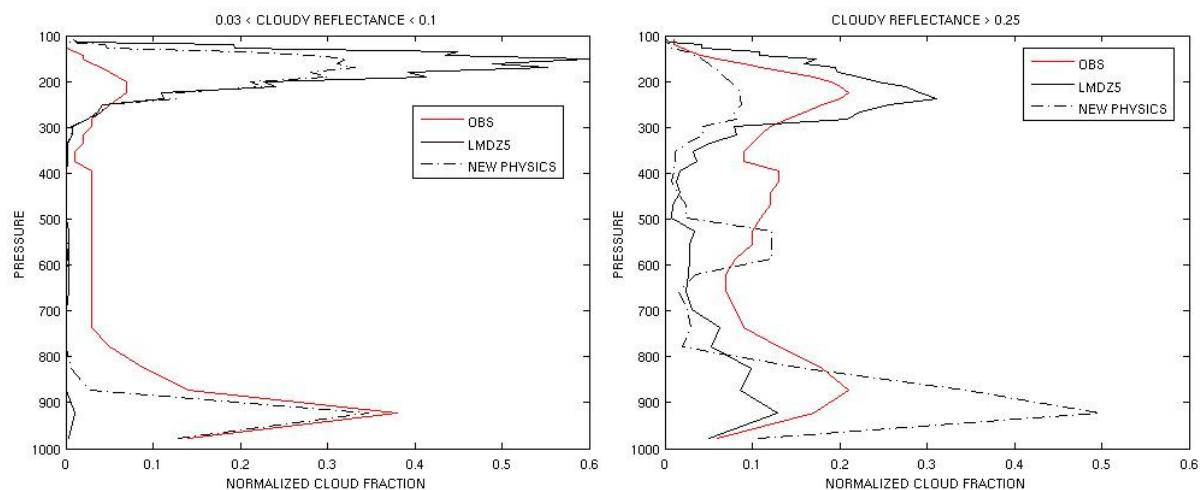 0.03 < CLOUDY REFLECTANCE < 0.1
100
200
300
400
500
600
700
800
900
1000
PRESSURE
0
0.1
0.2
0.3
0.4
0.5
0.6
NORMALIZED CLOUD FRACTION
OBS
LMDZ5
NEW PHYSICS
CLOUDY REFLECTANCE > 0.25
100
200
300
400
500
600
700
800
900
1000
PRESSURE
0
0.1
0.2
0.3
0.4
0.5
0.6
NORMALIZED CLOUD FRACTION
OBS
LMDZ5
NEW PHYSICS